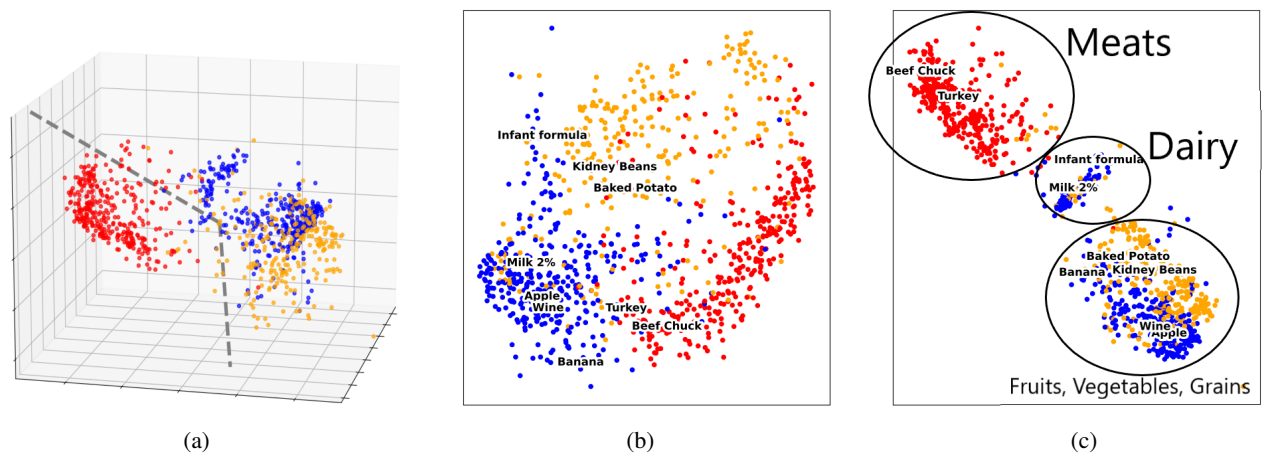 Infant formula
Kidney Beans
Baked Potato
Milk 2%
Apple
Wine
Turkey
Beef Chuck
Banana
Meats
Beef Chuck
Turkey
Dairy
Infant formula
Milk 2%
Baked Potato
Banana Kidney Beans
Wine
Apple
Fruits, Vegetables, Grains
(a)
(b)
(c)